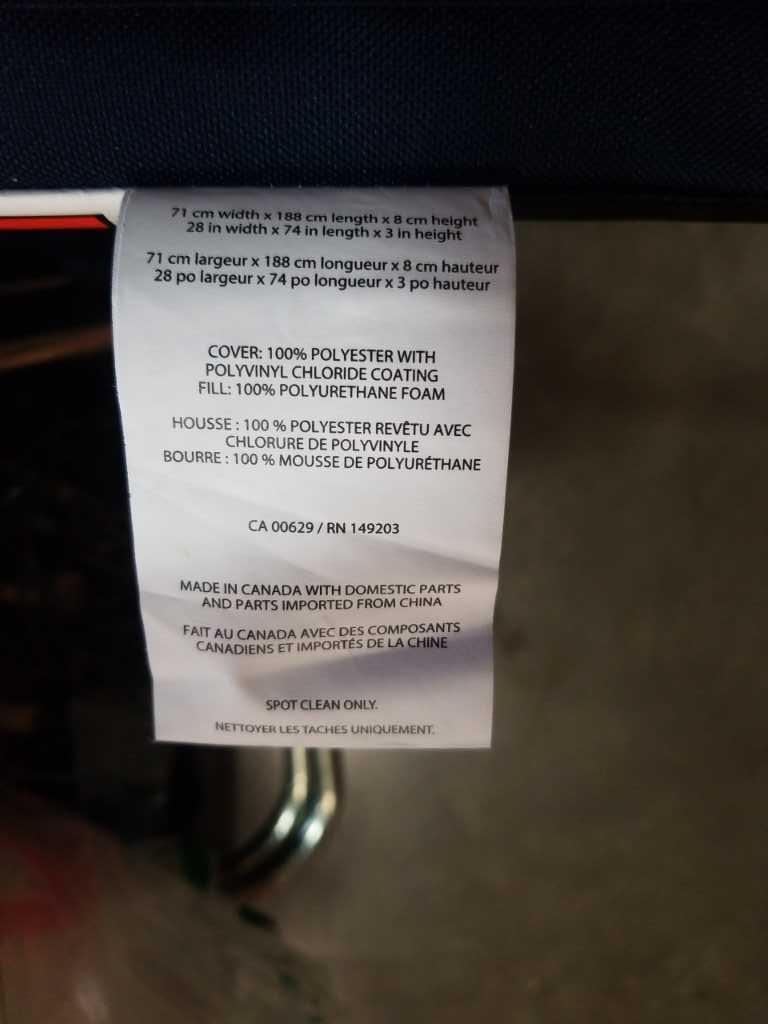 71 cm width x 188 cm length x 8 cm height
28 in width x 74 in length x 3 in height
71 cm largeur x 188 cm longueur x 8 cm hauteur
28 po largeur x 74 po longueur x 3 po hauteur
COVER: 100% POLYESTER WITH
POLYVINYL CHLORIDE COATING
FILL: 100% POLYURETHANE FOAM
HOUSSE : 100 % POLYESTER REVÊTU AVEC
CHLORURE DE POLYVINYLE
BOURRE : 100 % MOUSSE DE POLYURÉTHANE
CA 00629 / RN 149203
MADE IN CANADA WITH DOMESTIC PARTS
AND PARTS IMPORTED FROM CHINA
FAIT AU CANADA AVEC DES COMPOSANTS
CANADIENS ET IMPORTÉS DE LA CHINE
SPOT CLEAN ONLY.
NETTOYER LES TACHES UNIQUEMENT.